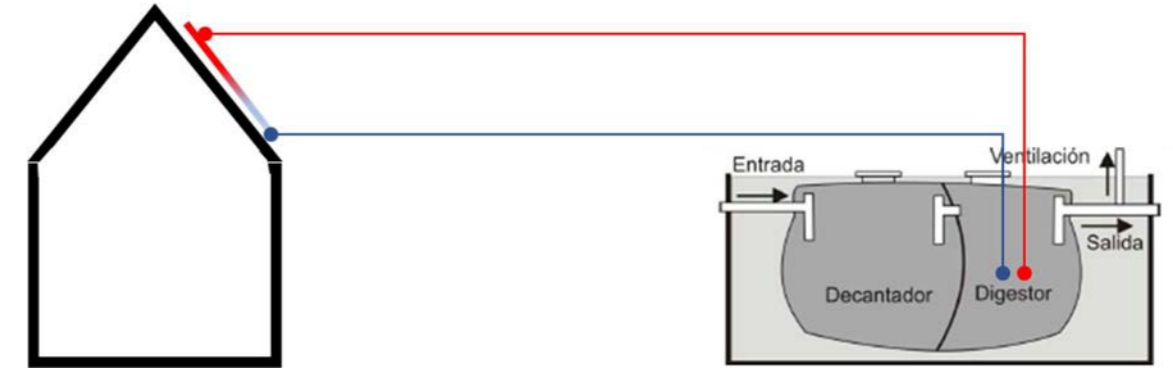 Ventilación
Entrada
Salida
Decantador
Digestor